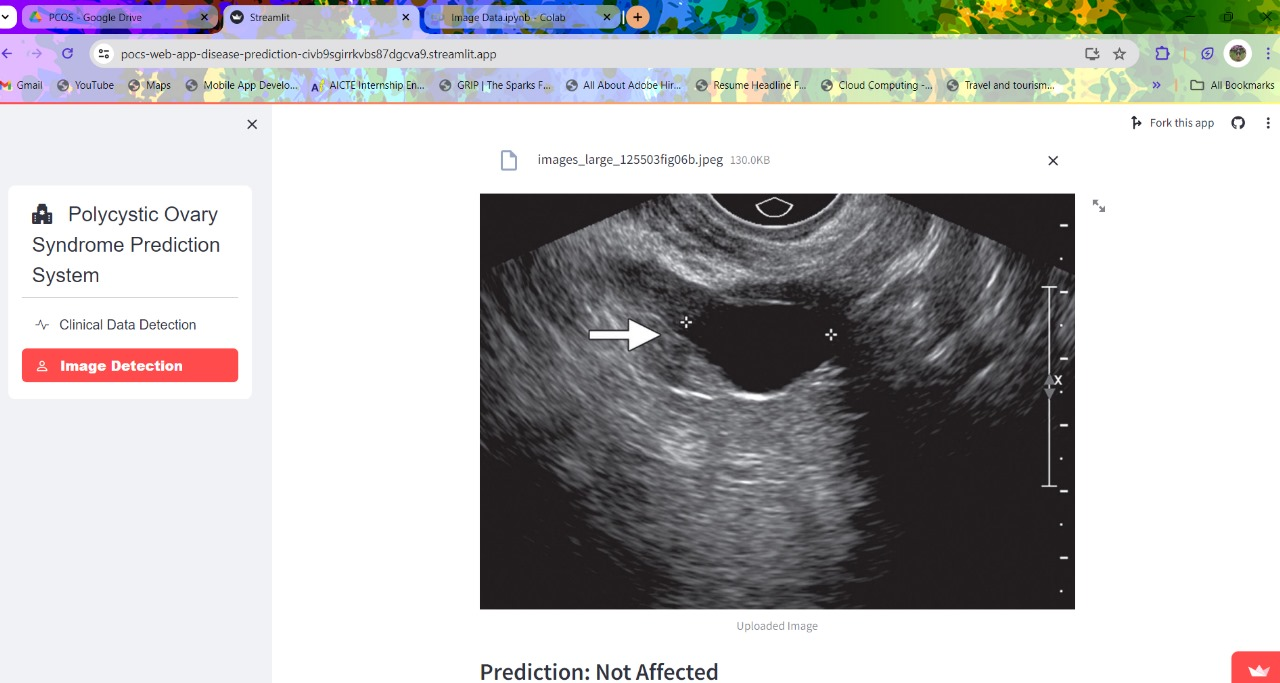 PCOS - Google Drive
Streamlit
Image Data.ipynb - Colab
pocs-web-app-disease-prediction-civb9sgirrkvbs87dgcva9.streamlit.app
Gmail
YouTube
Maps
Mobile App Develo...
AICTE Internship En...
GRIP | The Sparks F...
All About Adobe Hir...
Resume Headline F...
Cloud Computing -...
Travel and tourism...
All Bookmarks
Fork this app
images_large_125503fig06b.jpeg 130.0KB
Polycystic Ovary
Syndrome Prediction
System
Clinical Data Detection
Image Detection
X
Uploaded Image
Prediction: Not Affected